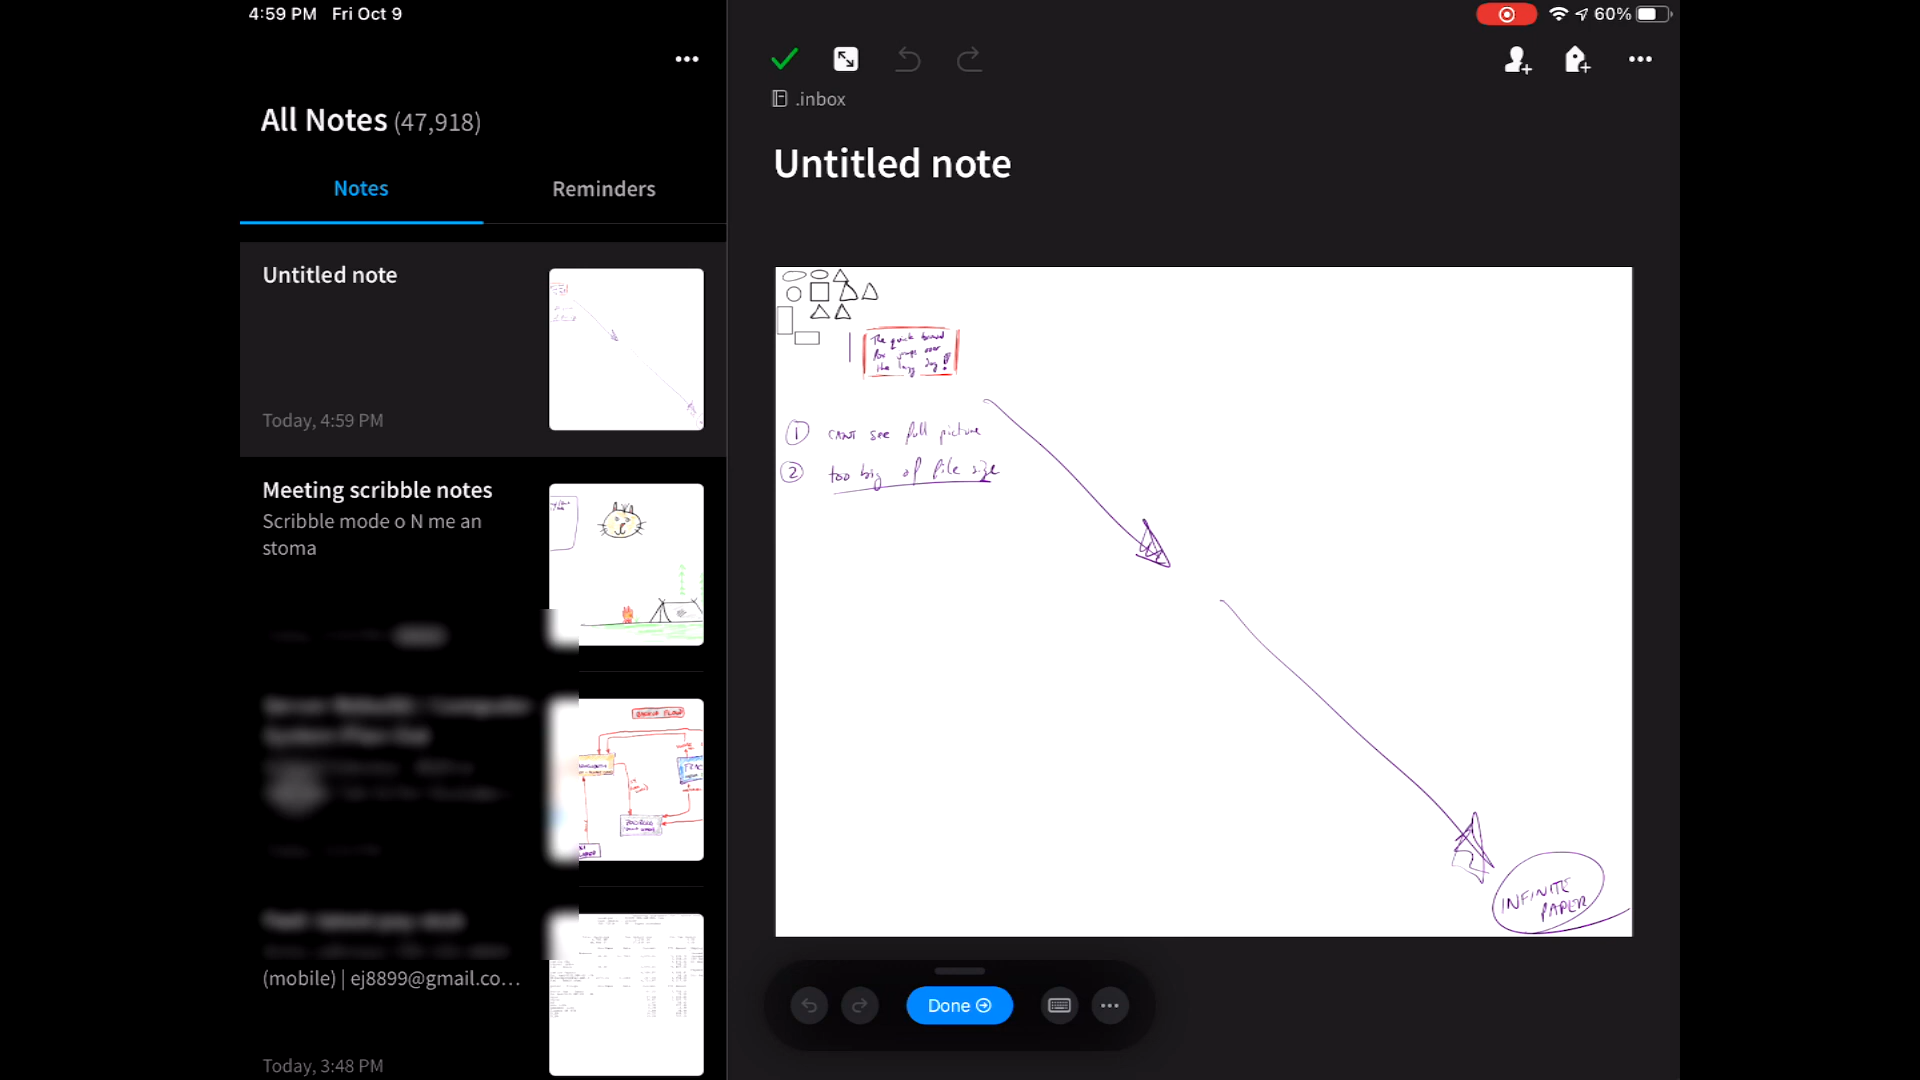 4:59 PM Fri Oct 9
60%
All Notes (47,918)
Notes
Reminders
Untitled note
Today, 4:59 PM
Meeting scribble notes
Scribble mode o N me an
stoma
BACKUP FLOW
(mobile) | ej8899@gmail.co...
Today, 3:48 PM
.inbox
Untitled note
The quick brown
fox jumps over
the lazy dog!
1 CANT see full picture
2 too big of file size
INFINITE
PAPER
Done